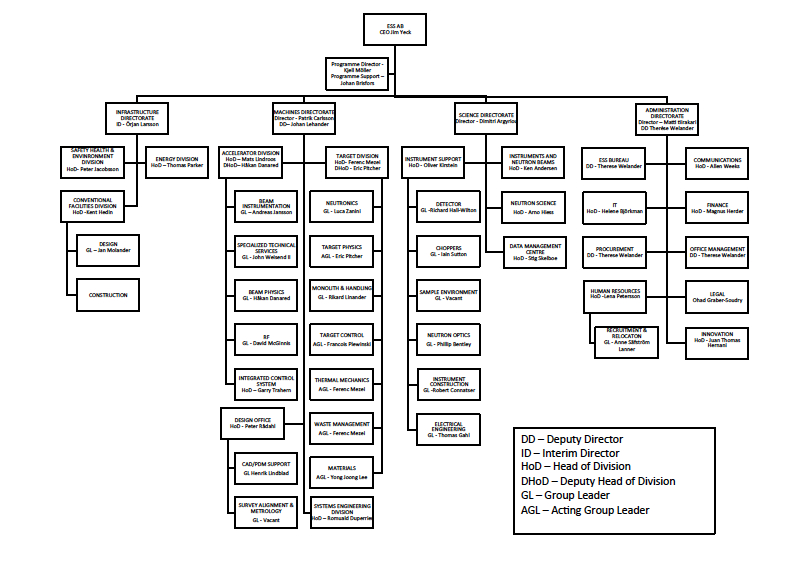 ESS AB
CEO Jim Yeck
Programme Director -
Kjell Möller
Programme Support –
Johan Brisfors
INFRASTRUCTURE
DIRECTORATE
ID - Örjan Larsson
MACHINES DIRECTORATE
Director - Patrik Carlsson
DD– Johan Lehander
SCIENCE DIRECTORATE
Director - Dimitri Argyriou
ADMINISTRATION
DIRECTORATE
Director – Matti Tiirakari
DD Therése Welander
SAFETY HEALTH &
ENVIRONMENT DIVISION
HoD- Peter Jacobsson
ENERGY DIVISION
HoD – Thomas Parker
CONVENTIONAL
FACILITIES DIVISION
HoD -Kent Hedin
DESIGN
GL – Jan Molander
CONSTRUCTION
ACCELERATOR DIVISION
HoD – Mats Lindroos
DHoD– Håkan Danared
BEAM
INSTRUMENTATION
GL – Andreas Jansson
SPECIALIZED TECHNICAL
SERVICES
GL - John Weisend II
BEAM PHYSICS
GL - Håkan Danared
RF
GL - David McGinnis
INTEGRATED CONTROL
SYSTEM
HoD – Garry Trahern
DESIGN OFFICE
HoD - Peter Rådahl
CAD/PDM SUPPORT
GL Henrik Lindblad
SURVEY ALIGNMENT &
METROLOGY
GL - Vacant
TARGET DIVISION
HoD- Ferenc Mezei
DHoD - Eric Pitcher
NEUTRONICS
GL - Luca Zanini
TARGET PHYSICS
AGL - Eric Pitcher
MONOLITH & HANDLING
GL - Rikard Linander
TARGET CONTROL
AGL - Francois Plewinski
THERMAL MECHANICS
AGL - Ferenc Mezei
WASTE MANAGEMENT
AGL - Ferenc Mezei
MATERIALS
AGL - Yong Joong Lee
SYSTEMS ENGINEERING
DIVISION
HoD – Romuald Duperrier
INSTRUMENT SUPPORT
HoD - Oliver Kirstein
DETECTOR
GL -Richard Hall-Wilton
CHOPPERS
GL - Iain Sutton
SAMPLE ENVIRONMENT
GL - Vacant
NEUTRON OPTICS
GL - Phillip Bentley
INSTRUMENT
CONSTRUCTION
GL -Robert Connatser
ELECTRICAL
ENGINEERING
GL - Thomas Gahl
INSTRUMENTS AND
NEUTRON BEAMS
HoD - Ken Andersen
NEUTRON SCIENCE
HoD - Arno Hiess
DATA MANAGEMENT
CENTRE
HoD - Stig Skelboe
ESS BUREAU
DD - Therese Welander
IT
HoD - Helene Björkman
PROCUREMENT
DD - Therese Welander
HUMAN RESOURCES
HoD -Lena Petersson
RECRUITMENT &
RELOCATON
GL - Anne Säfström
Lanner
COMMUNICATIONS
HoD - Allen Weeks
FINANCE
HoD - Magnus Herder
OFFICE MANAGEMENT
DD - Therese Welander
LEGAL
Ohad Graber-Soudry
INNOVATION
HoD - Juan Thomas
Hernani
DD – Deputy Director
ID – Interim Director
HoD – Head of Division
DHoD – Deputy Head of Division
GL – Group Leader
AGL – Acting Group Leader